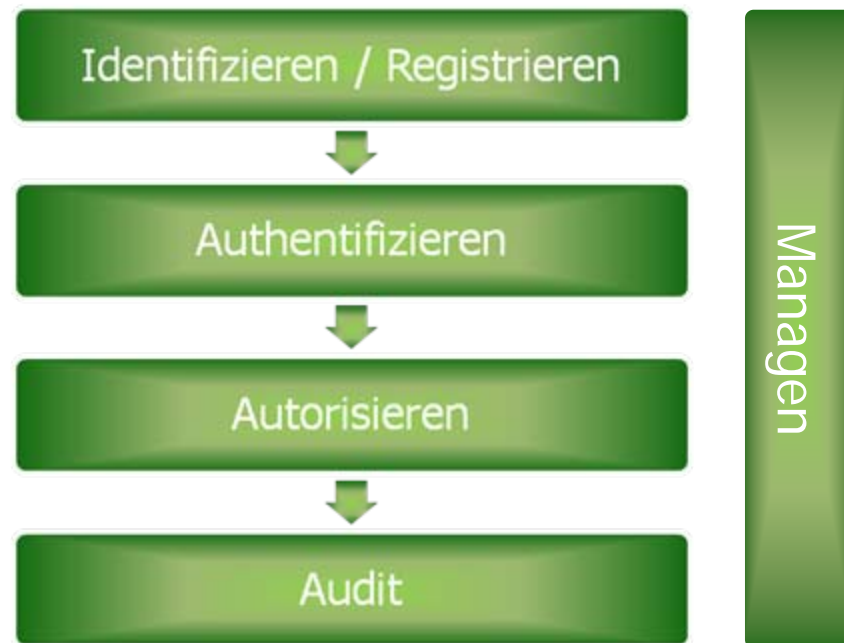 Identifizieren / Registrieren
Authentifizieren
Autorisieren
Audit
Managen